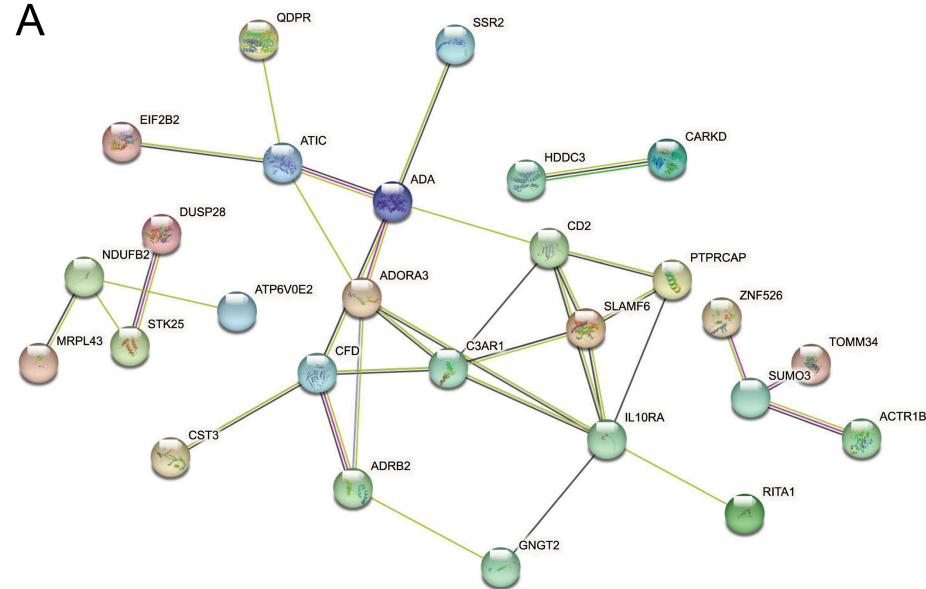 A
QDPR
SSR2
EIF2B2
ATIC
CARKD
HDDC3
ADA
DUSP28
CD2
NDUFB2
PTPRCAP
ADORA3
ATP6V0E2
ZNF526
SLAMF6
STK25
MRPL43
C3AR1
TOMM34
CFD
SUMO3
IL10RA
ACTR1B
CST3
ADRB2
RITA1
GNGT2